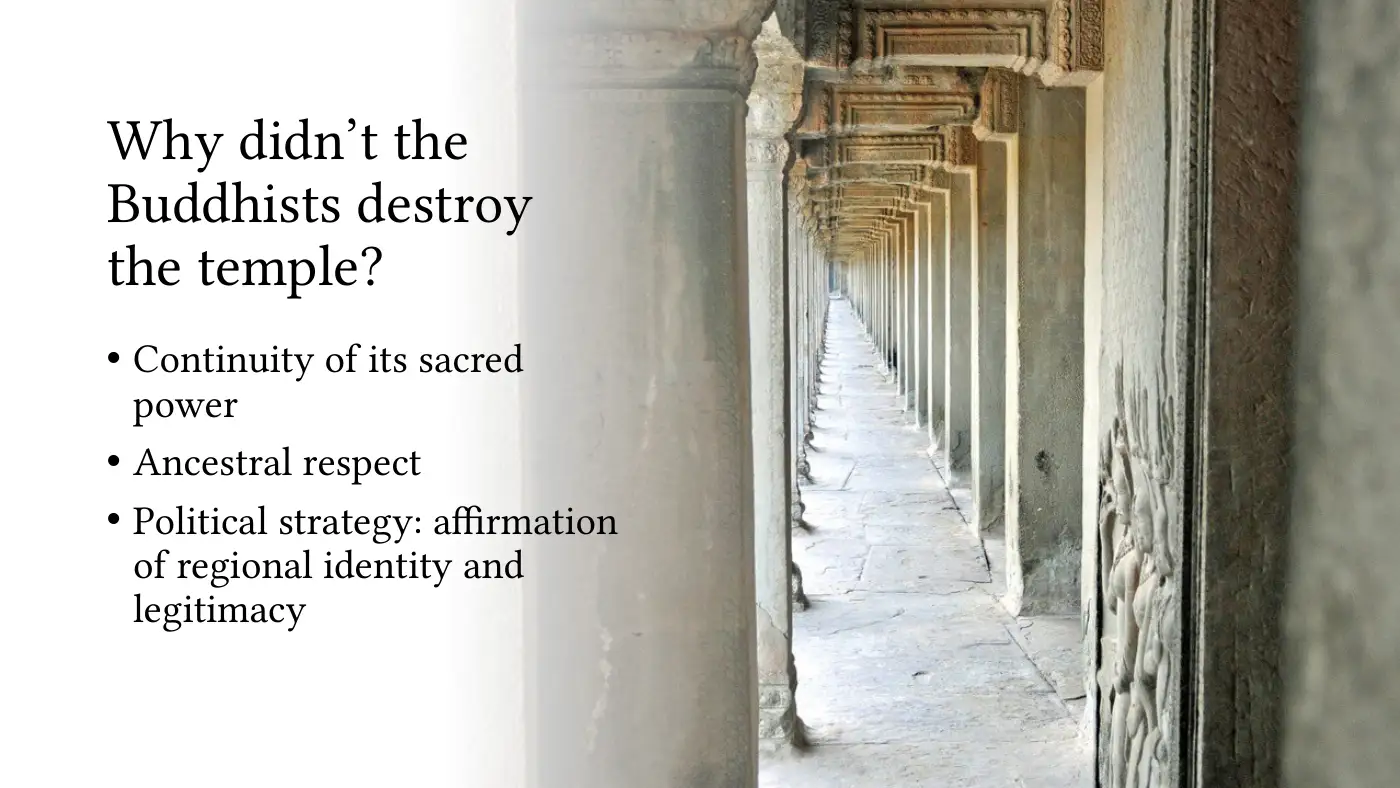 Why didn’t the
Buddhists destroy
the temple?
• Continuity of its sacred
power
• Ancestral respect
• Political strategy: affirmation
of regional identity and
legitimacy